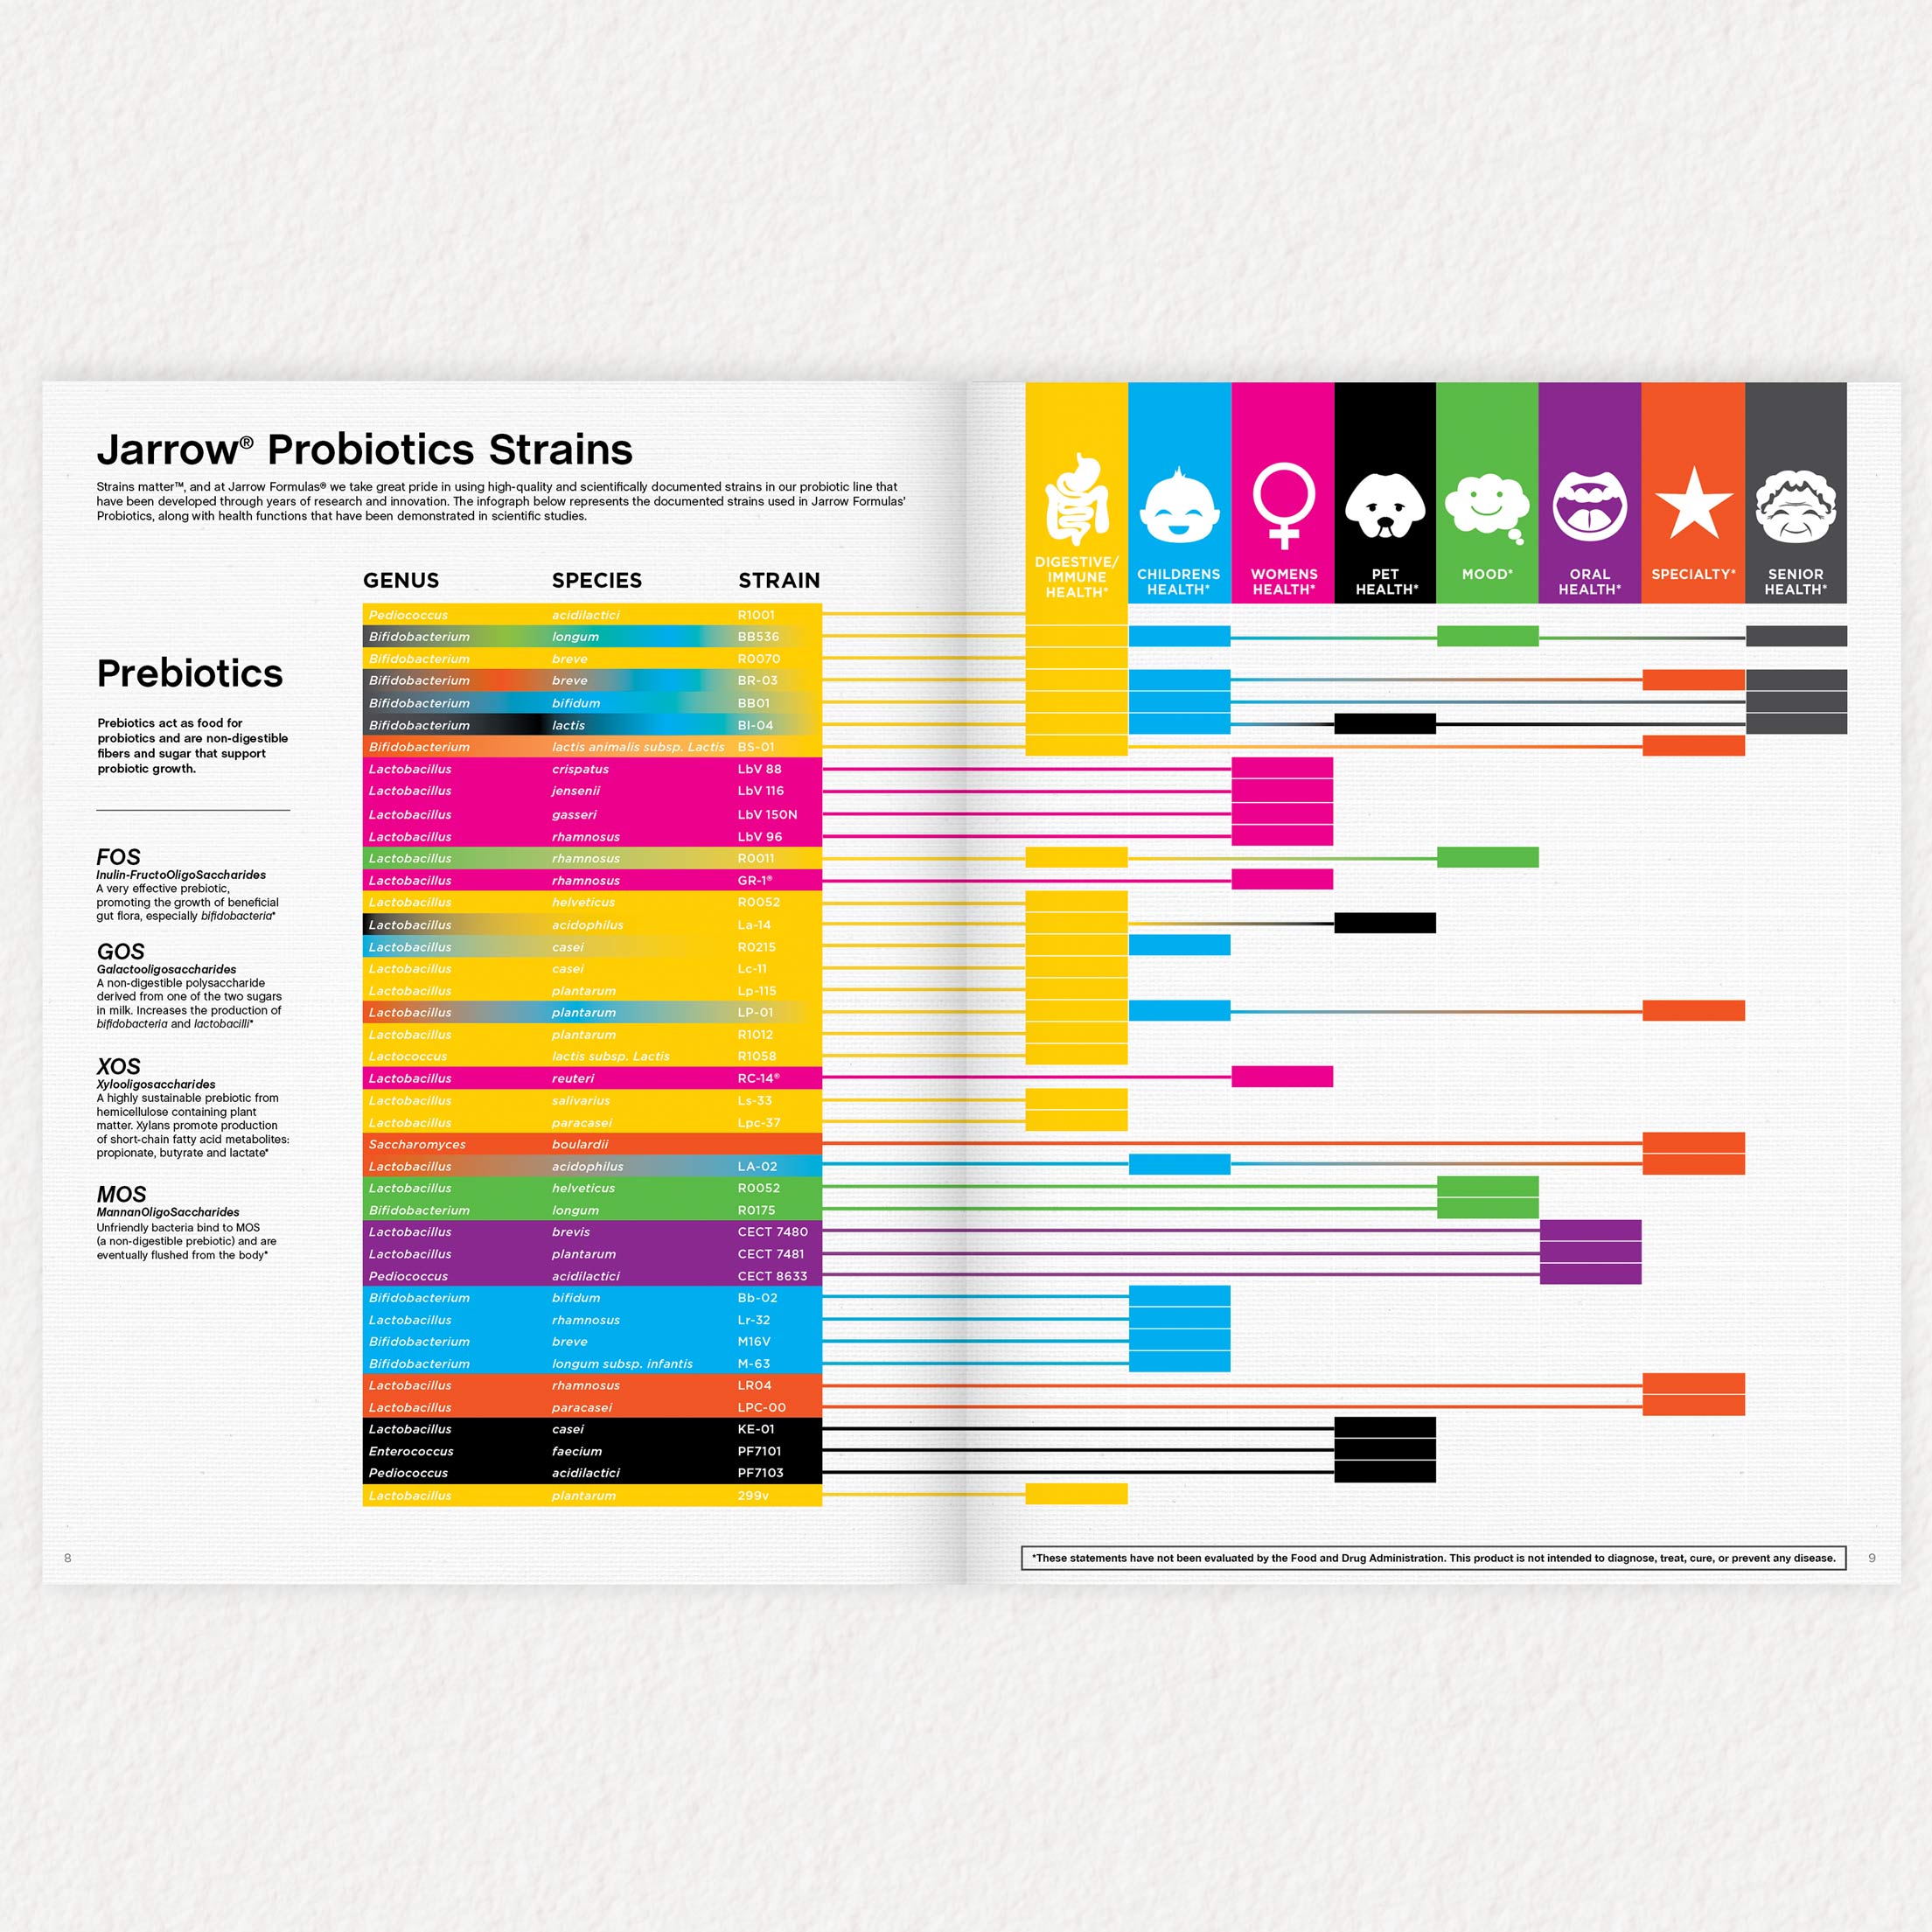 Jarrow® Probiotics Strains
Strains matter™, and at Jarrow Formulas® we take great pride in using high-quality and scientifically documented strains in our probiotic line that
have been developed through years of research and innovation. The infograph below represents the documented strains used in Jarrow Formulas'
Probiotics, along with health functions that have been demonstrated in scientific studies.
Prebiotics
Prebiotics act as food for
probiotics and are non-digestible
fibers and sugar that support
probiotic growth.
FOS
Inulin-FructoOligoSaccharides
A very effective prebiotic,
promoting the growth of beneficial
gut flora, especially bifidobacteria*
GOS
Galactooligosaccharides
A non-digestible polysaccharide
derived from one of the two sugars
in milk. Increases the production of
bifidobacteria and lactobacilli*
XOS
Xylooligosaccharides
A highly sustainable prebiotic from
hemicellulose containing plant
matter. Xylans promote production
of short-chain fatty acid metabolites:
propionate, butyrate and lactate*
MOS
MannanOligoSaccharides
Unfriendly bacteria bind to MOS
(a non-digestible prebiotic) and are
eventually flushed from the body*
GENUS SPECIES STRAIN
Pediococcus acidilactici R1001
Bifidobacterium longum BB536
Bifidobacterium breve R0070
Bifidobacterium breve BR-03
Bifidobacterium bifidum BB01
Bifidobacterium lactis BI-04
Bifidobacterium lactis animalis subsp. Lactis BS-01
Lactobacillus crispatus LbV 88
Lactobacillus jensenii LbV 116
Lactobacillus gasseri LbV 150N
Lactobacillus rhamnosus LbV 96
Lactobacillus rhamnosus R0011
Lactobacillus rhamnosus GR-1®
Lactobacillus helveticus R0052
Lactobacillus acidophilus La-14
Lactobacillus casei R0215
Lactobacillus casei Lc-11
Lactobacillus plantarum Lp-115
Lactobacillus plantarum LP-01
Lactobacillus plantarum R1012
Lactococcus lactis subsp. Lactis R1058
Lactobacillus reuteri RC-14®
Lactobacillus salivarius Ls-33
Lactobacillus paracasei Lpc-37
Saccharomyces boulardii
Lactobacillus acidophilus LA-02
Lactobacillus helveticus R0052
Bifidobacterium longum R0175
Lactobacillus brevis CECT 7480
Lactobacillus plantarum CECT 7481
Pediococcus acidilactici CECT 8633
Bifidobacterium bifidum Bb-02
Lactobacillus rhamnosus Lr-32
Bifidobacterium breve M16V
Bifidobacterium longum subsp. infantis M-63
Lactobacillus rhamnosus LR04
Lactobacillus paracasei LPC-00
Lactobacillus casei KE-01
Enterococcus faecium PF7101
Pediococcus acidilactici PF7103
Lactobacillus plantarum 299v
8
DIGESTIVE/
IMMUNE
HEALTH*
CHILDRENS
HEALTH*
WOMENS
HEALTH*
PET
HEALTH*
MOOD*
ORAL
HEALTH*
SPECIALTY*
SENIOR
HEALTH*
*These statements have not been evaluated by the Food and Drug Administration. This product is not intended to diagnose, treat, cure, or prevent any disease.
9